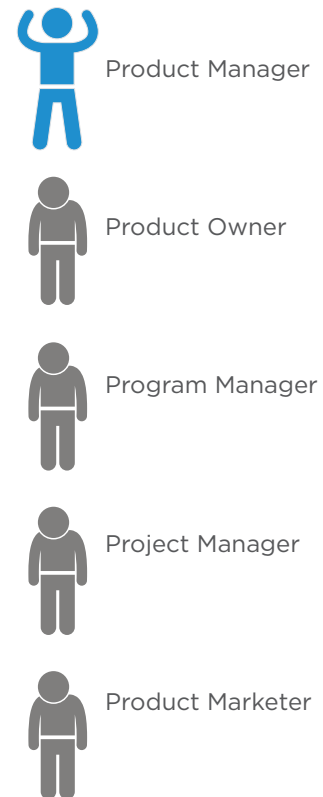 Product Manager
Product Owner
Program Manager
Project Manager
Product Marketer